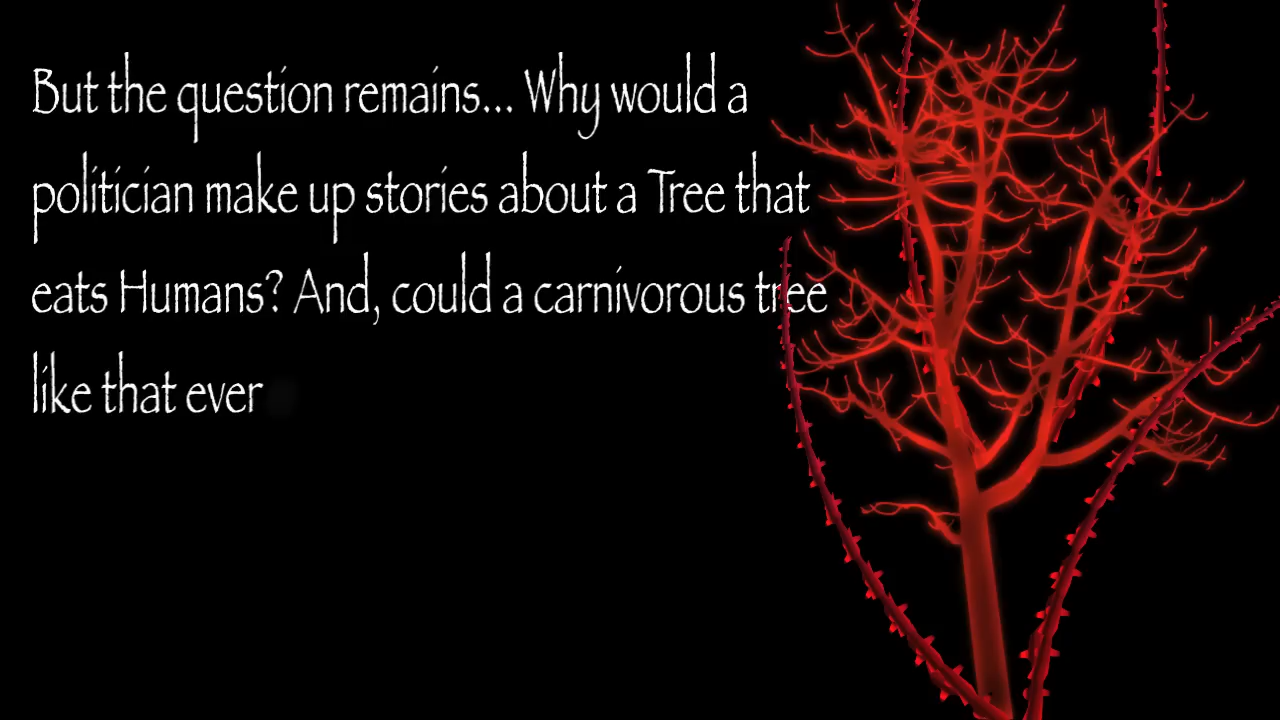 But the question remains... Why would a
politician make up stories about a Tree that
eats Humans? And, could a carnivorous tree
like that ever